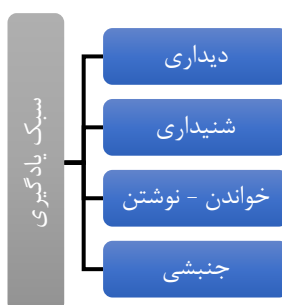 سبک یادگیری
دیداری
شنیداری
خواندن - نوشتن
جنبشی